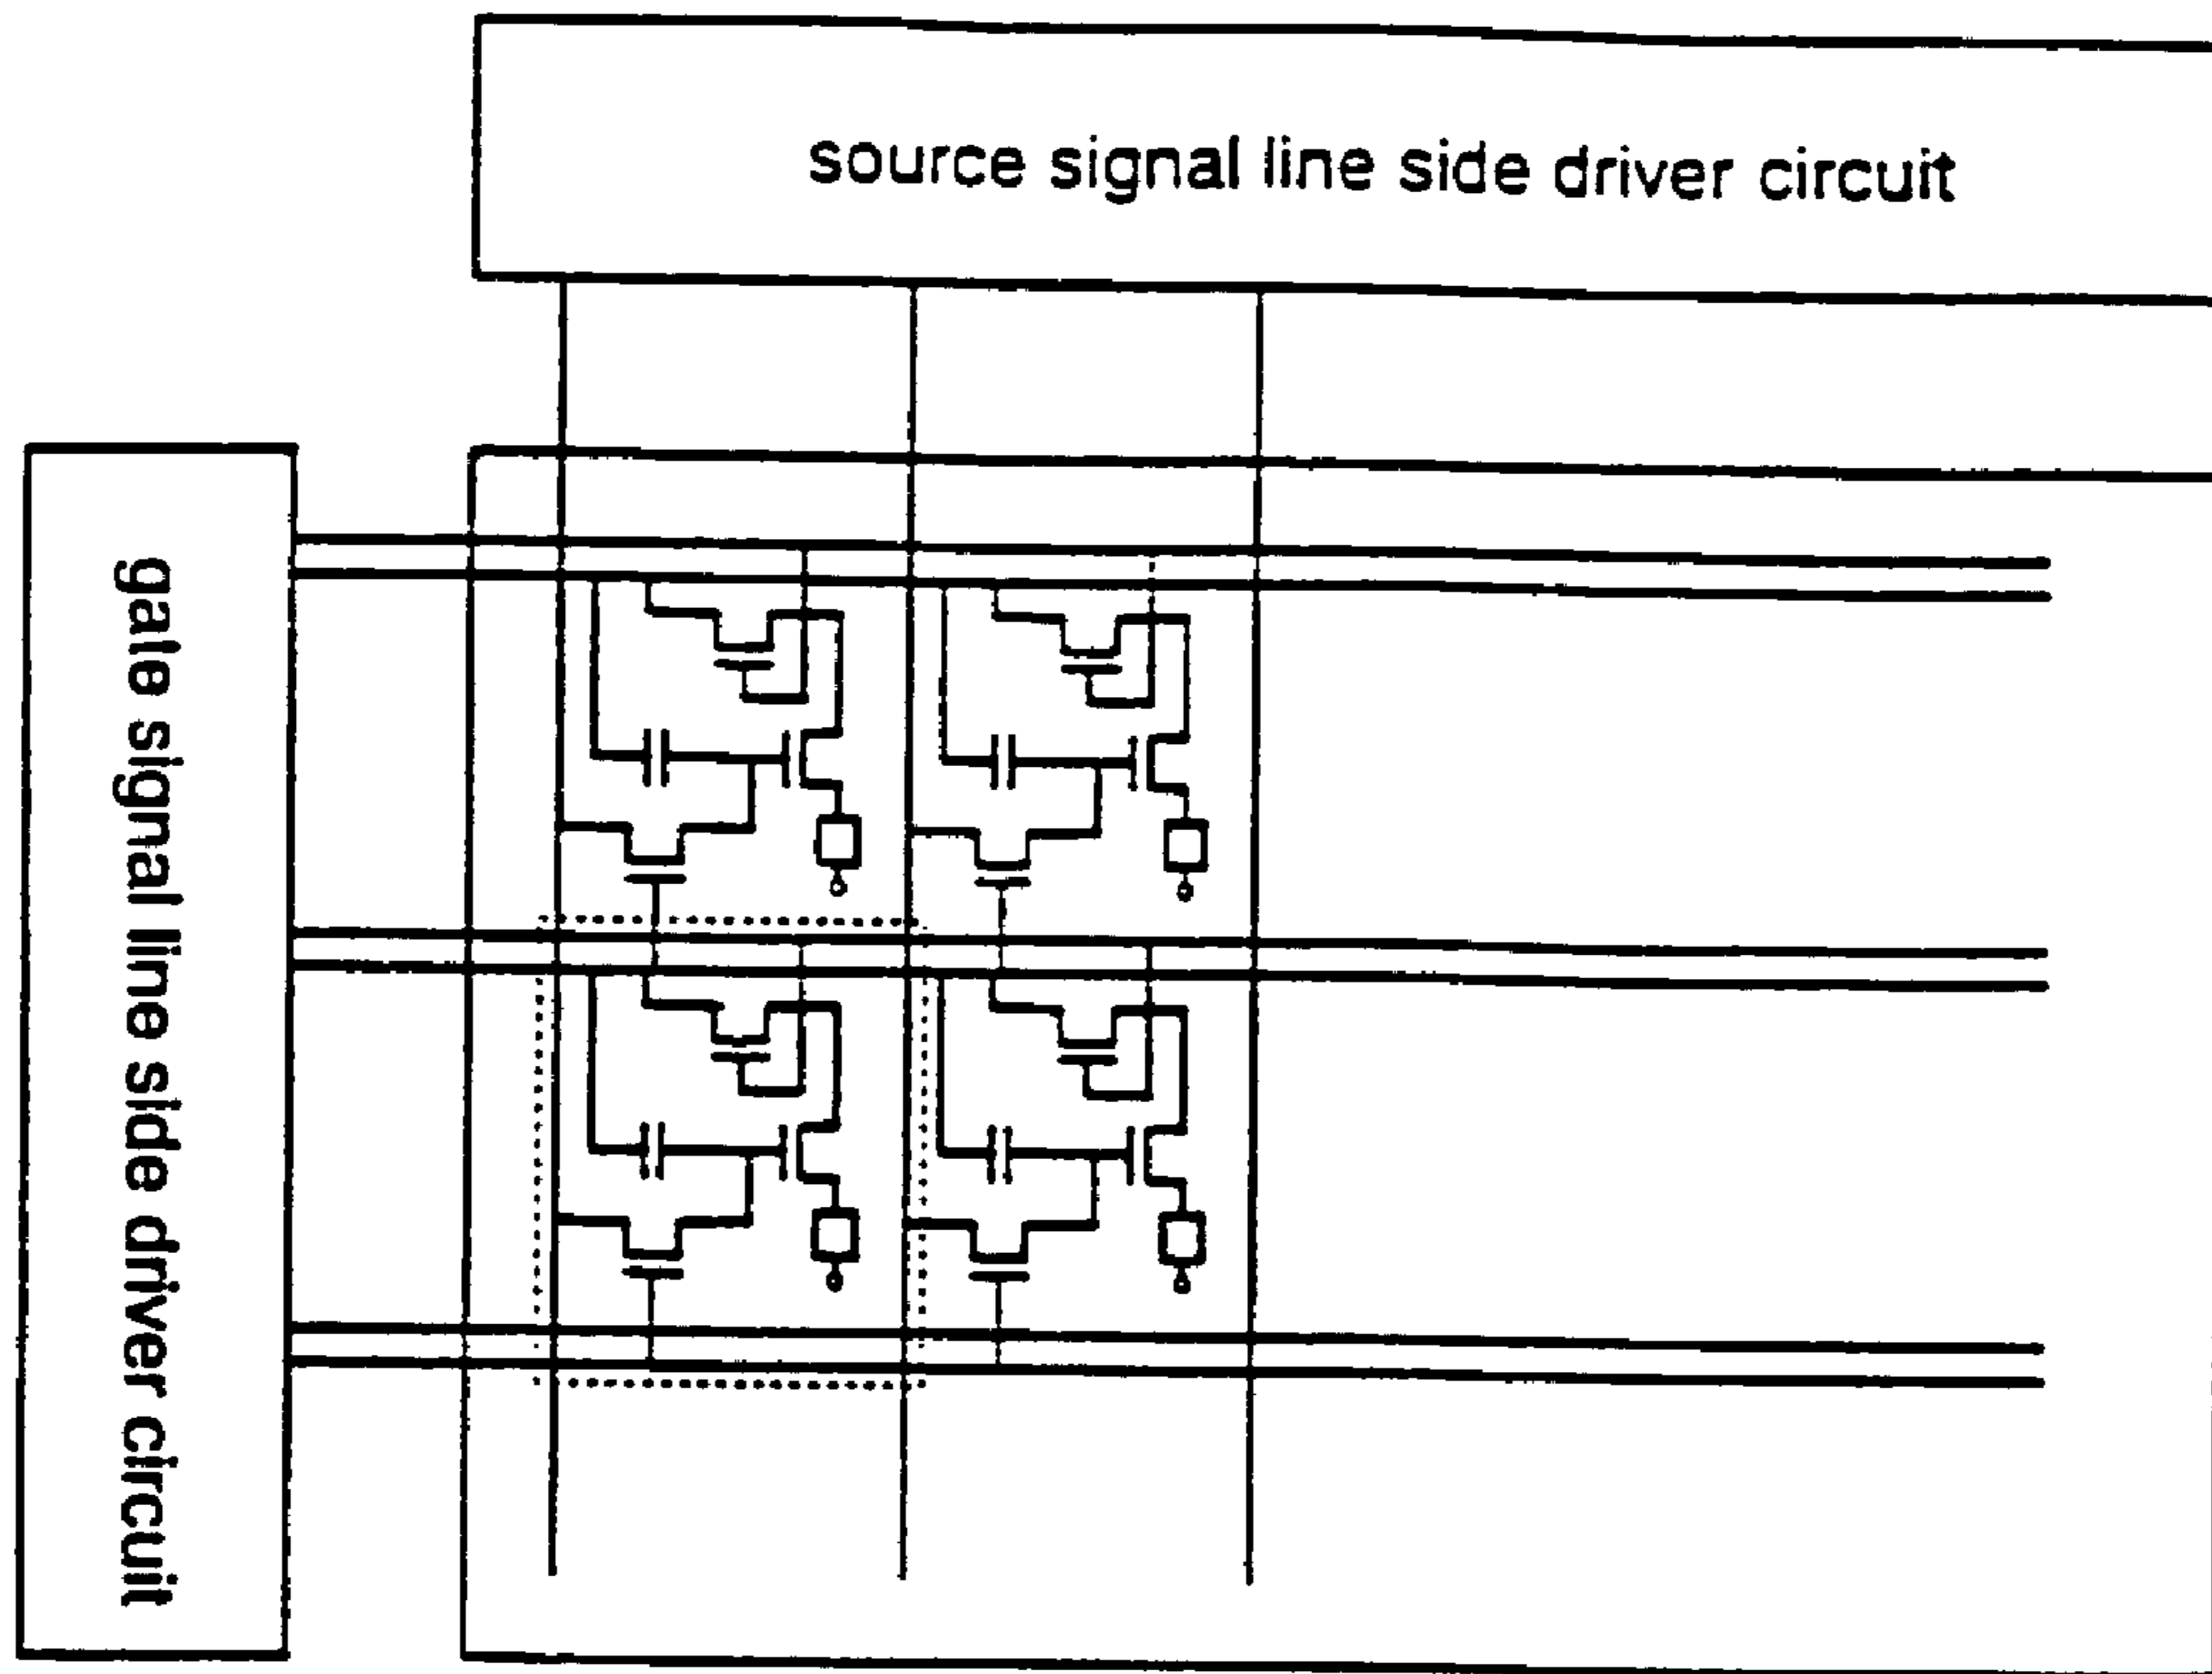 source signal line side driver circuit
gate signal line side driver circuit